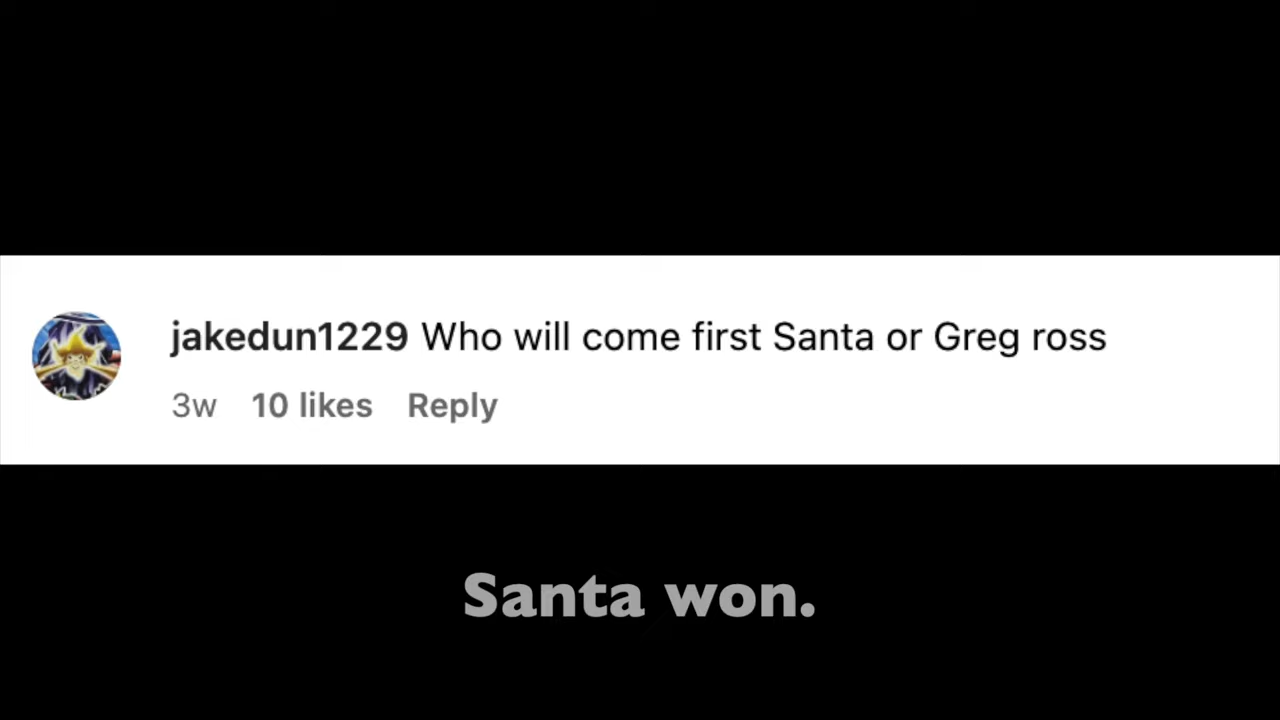 jakedun1229 Who will come first Santa or Greg ross
3w 10 likes Reply
Santa won.